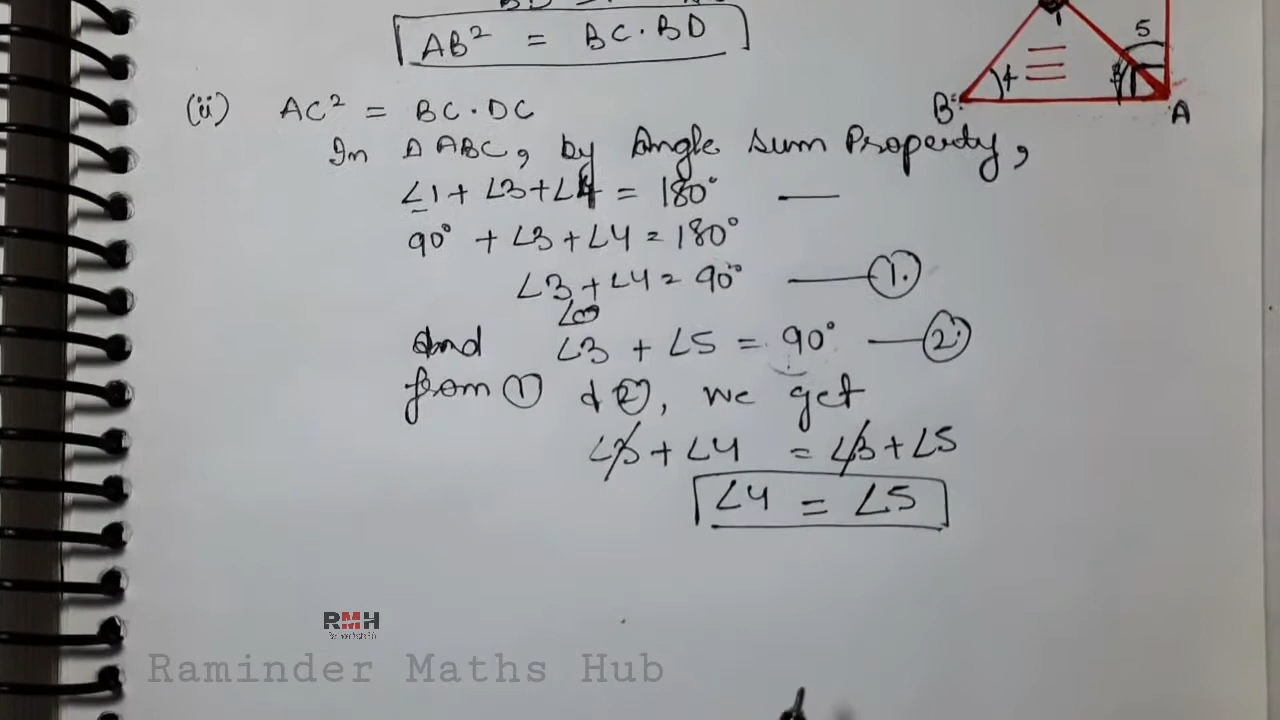 AB² = BC·BD
5
1
4
B
A
(ii) AC² = BC·DC
In Δ ABC, by Angle sum Property,
∠1 + ∠3 + ∠4 = 180°
90° + ∠3 + ∠4 = 180°
∠3 + ∠4 = 90° —— ①
and ∠3 + ∠5 = 90° —— ②
from ① & ②, we get
∠3 + ∠4 = ∠3 + ∠5
∠4 = ∠5
RMH
Raminder Maths Hub